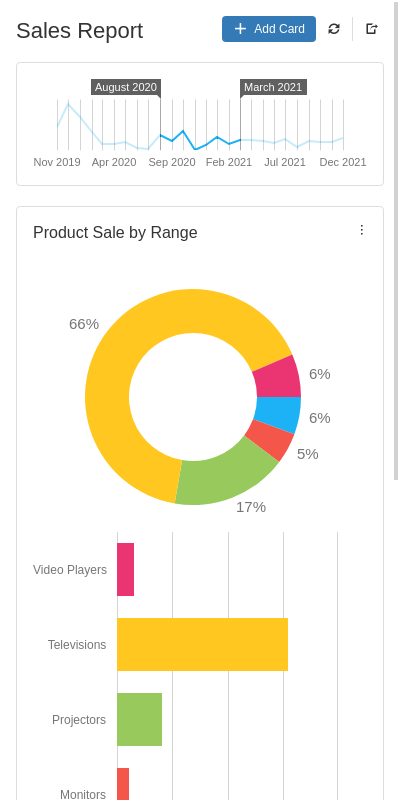 Sales Report
Add Card
August 2020 March 2021
Nov 2019 Apr 2020 Sep 2020 Feb 2021 Jul 2021 Dec 2021
Product Sale by Range
66%
6%
6%
5%
17%
Video Players
Televisions
Projectors
Monitors